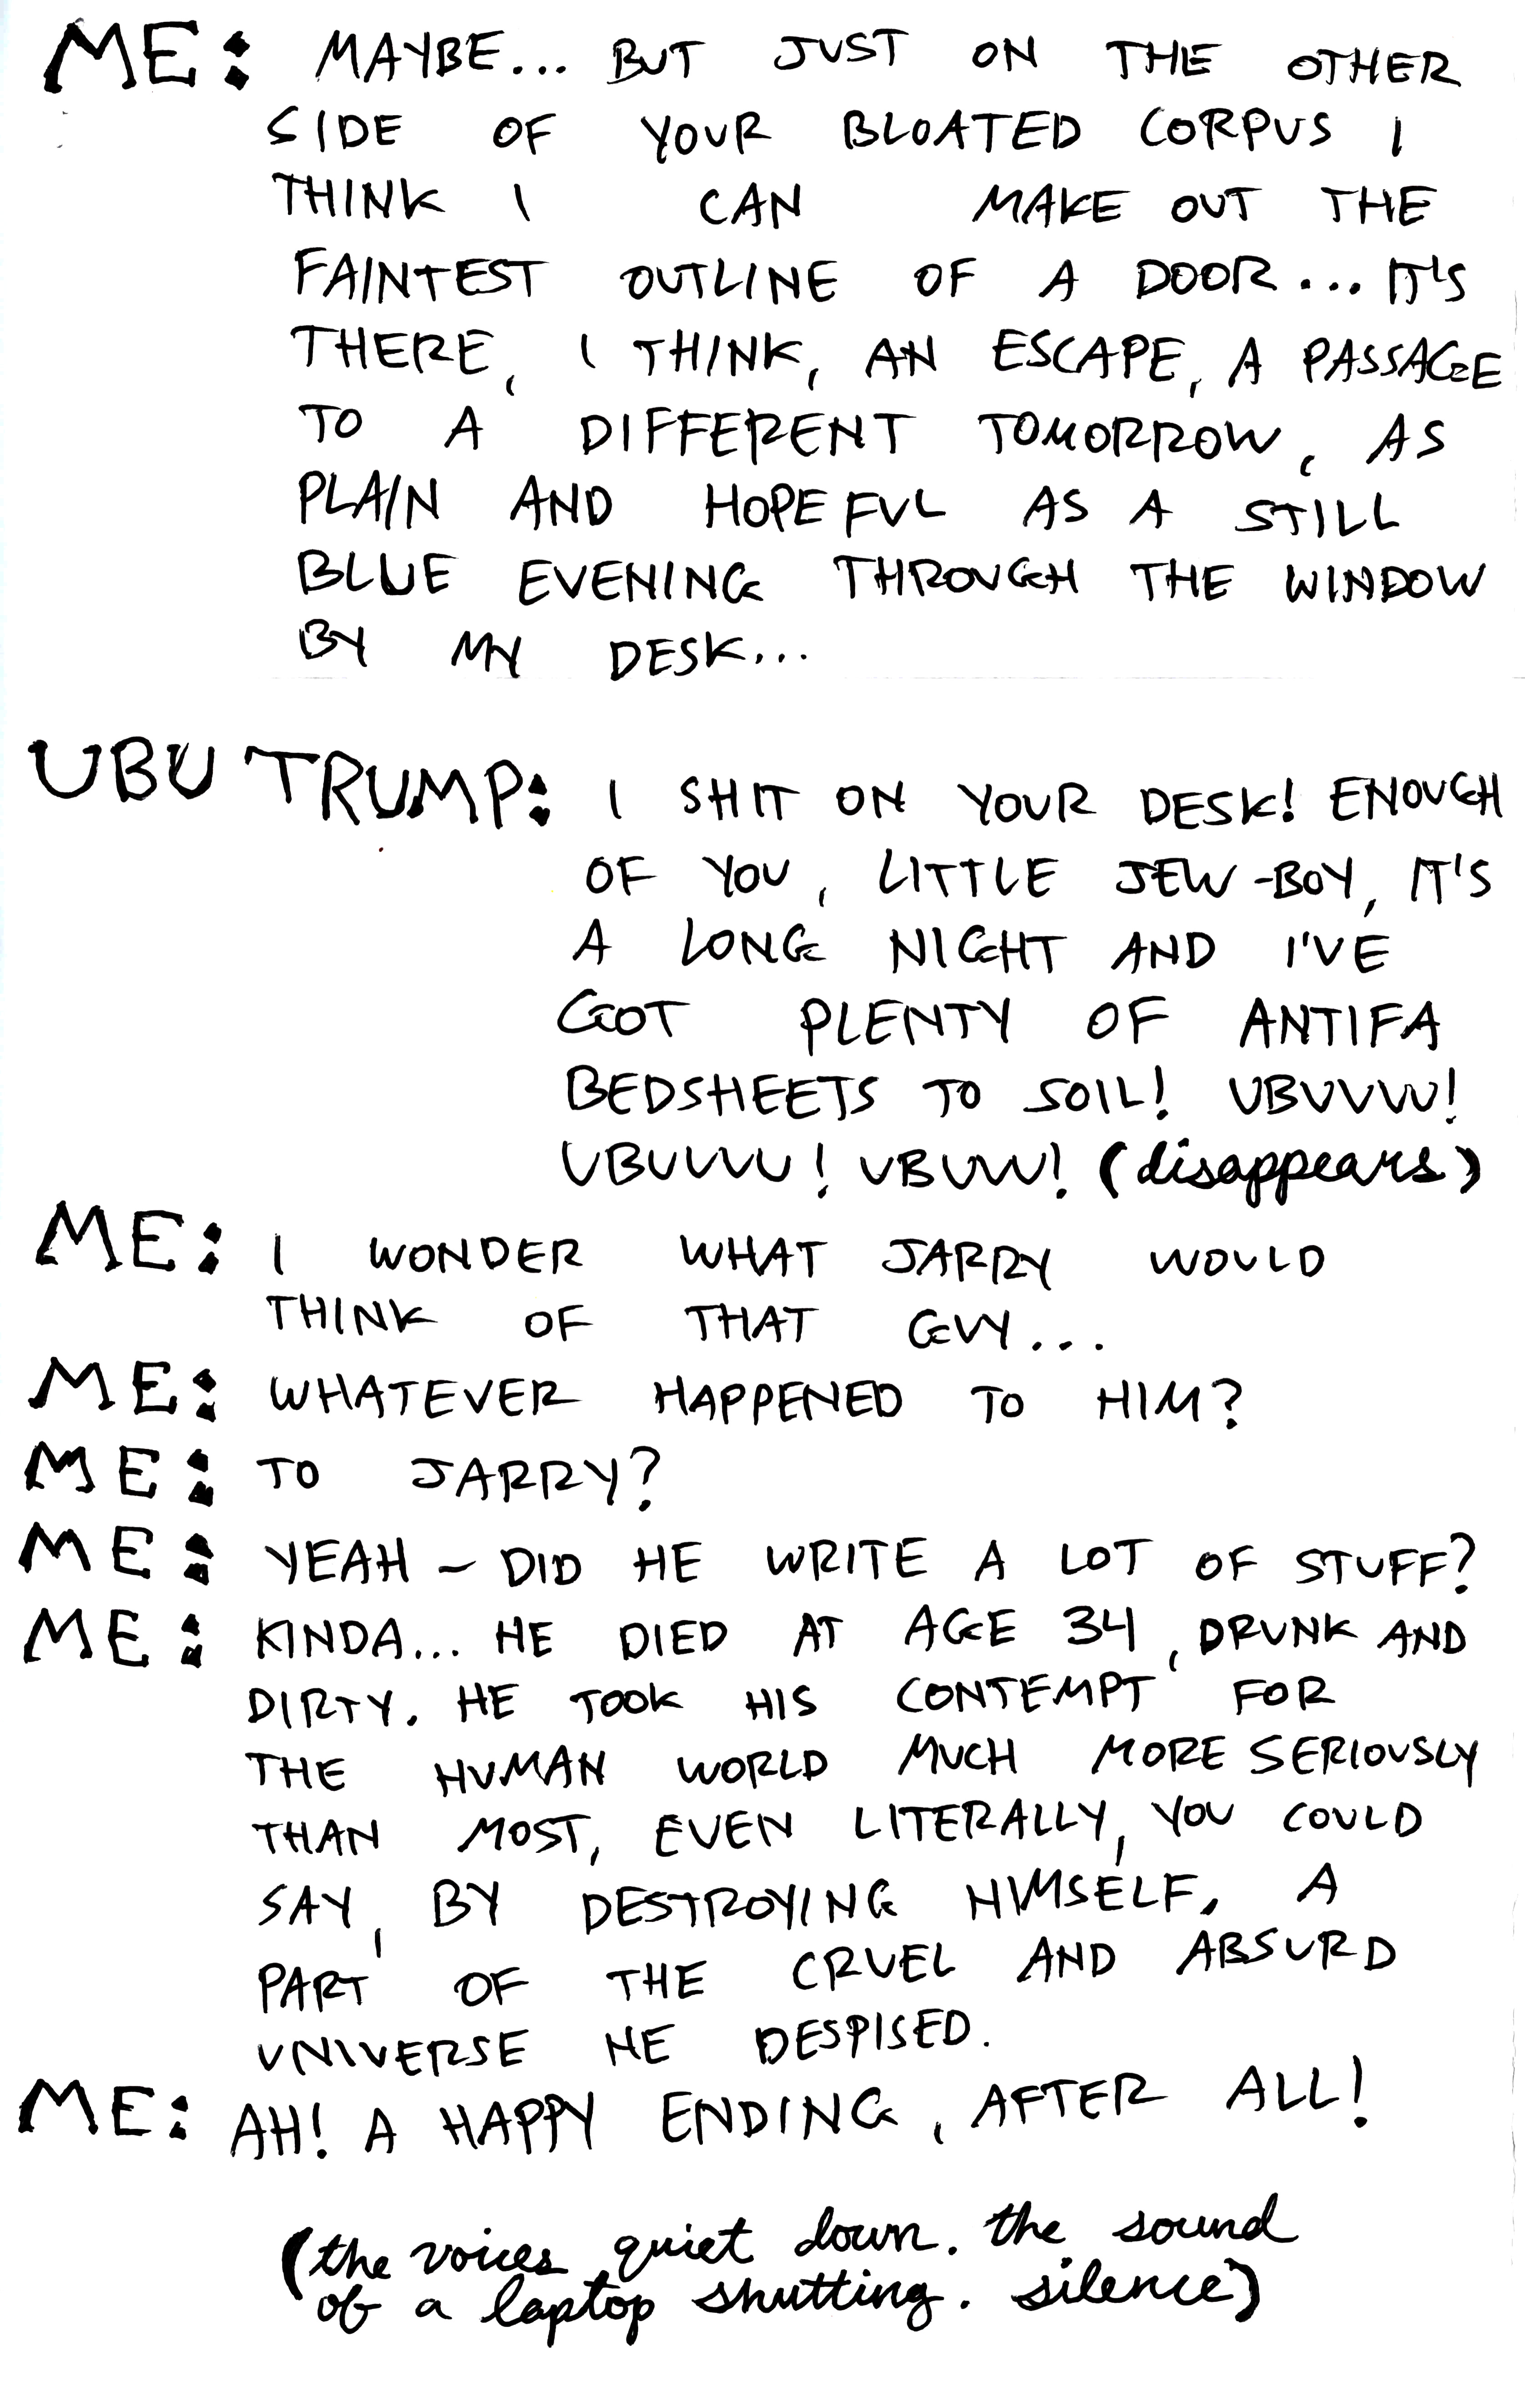 ME: MAYBE... BUT JUST ON THE OTHER
SIDE OF YOUR BLOATED CORPUS I
THINK I CAN MAKE OUT THE
FAINTEST OUTLINE OF A DOOR... IT'S
THERE, I THINK, AN ESCAPE, A PASSAGE
TO A DIFFERENT TOMORROW, AS
PLAIN AND HOPEFUL AS A STILL
BLUE EVENING THROUGH THE WINDOW
BY MY DESK...
UBU TRUMP: I SHIT ON YOUR DESK! ENOUGH
OF YOU, LITTLE JEW-BOY, IT'S
A LONG NIGHT AND I'VE
GOT PLENTY OF ANTIFA
BEDSHEETS TO SOIL! UBUUUU!
UBUUUU! UBUUU! (disappears)
ME: I WONDER WHAT JARRY WOULD
THINK OF THAT GUY...
ME: WHATEVER HAPPENED TO HIM?
ME: TO JARRY?
ME: YEAH - DID HE WRITE A LOT OF STUFF?
ME: KINDA... HE DIED AT AGE 34, DRUNK AND
DIRTY. HE TOOK HIS CONTEMPT FOR
THE HUMAN WORLD MUCH MORE SERIOUSLY
THAN MOST, EVEN LITERALLY, YOU COULD
SAY, BY DESTROYING HIMSELF, A
PART OF THE CRUEL AND ABSURD
UNIVERSE HE DESPISED.
ME: AH! A HAPPY ENDING, AFTER ALL!
(the voices quiet down. the sound
of a laptop shutting. silence)